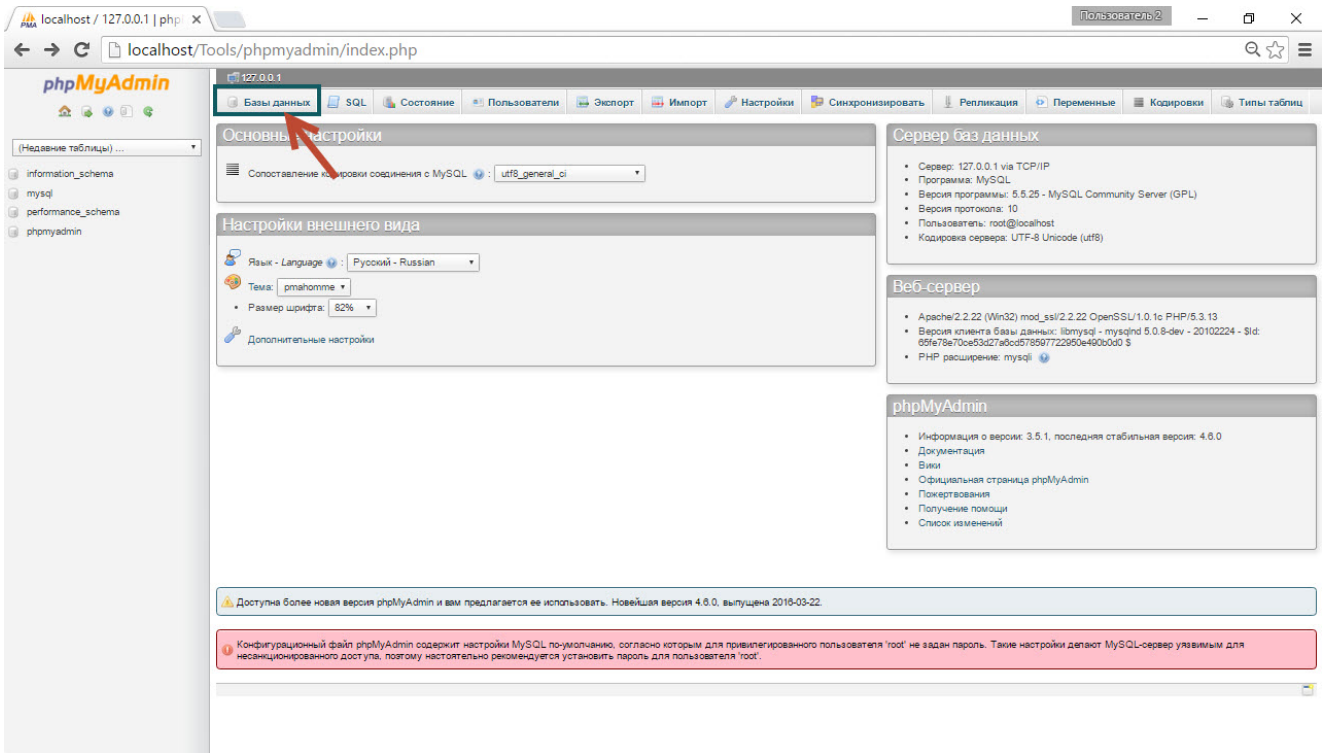 localhost / 127.0.0.1 | php
Пользователь 2
localhost/Tools/phpmyadmin/index.php
phpMyAdmin
(Недавние таблицы) ...
information_schema
mysql
performance_schema
phpmyadmin
127.0.0.1
Базы данных SQL Состояние Пользователи Экспорт Импорт Настройки Синхронизировать Репликация Переменные Кодировки Типы таблиц
Основные настройки
Сопоставление кодировки соединения с MySQL : utf8_general_ci
Настройки внешнего вида
Язык - Language : Русский - Russian
Тема: pmahomme
Размер шрифта: 82%
Дополнительные настройки
Сервер баз данных
Сервер: 127.0.0.1 via TCP/IP
Программа: MySQL
Версия программы: 5.5.25 - MySQL Community Server (GPL)
Версия протокола: 10
Пользователь: root@localhost
Кодировка сервера: UTF-8 Unicode (utf8)
Веб-сервер
Apache/2.2.22 (Win32) mod_ssl/2.2.22 OpenSSL/1.0.1c PHP/5.3.13
Версия клиента базы данных: libmysql - mysqlnd 5.0.8-dev - 20102224 - $Id:
65fe78e70ce53d27a6cd578597722950e490b0d0 $
PHP расширение: mysqli
phpMyAdmin
Информация о версии: 3.5.1, последняя стабильная версия: 4.6.0
Документация
Вики
Официальная страница phpMyAdmin
Пожертвования
Получение помощи
Список изменений
Доступна более новая версия phpMyAdmin и вам предлагается ее использовать. Новейшая версия 4.6.0, выпущена 2016-03-22.
Конфигурационный файл phpMyAdmin содержит настройки MySQL по-умолчанию, согласно которым для привилегированного пользователя 'root' не задан пароль. Такие настройки делают MySQL-сервер уязвимым для
несанкционированного доступа, поэтому настоятельно рекомендуется установить пароль для пользователя 'root'.